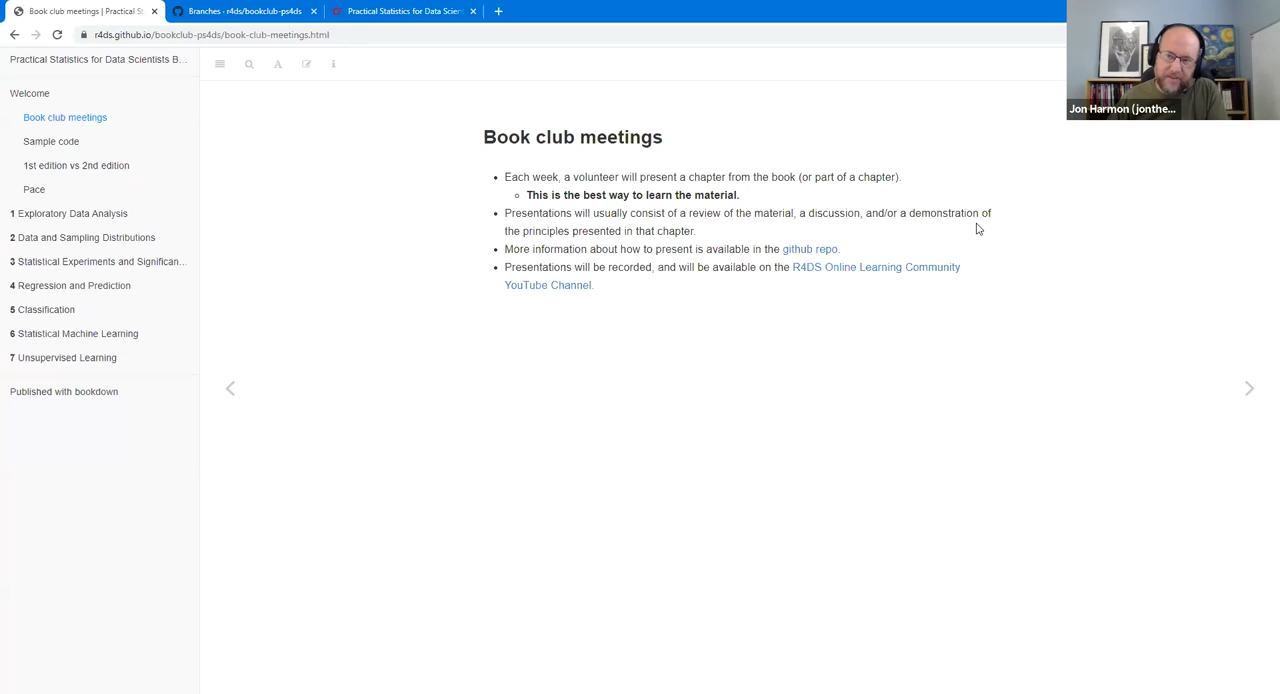 Book club meetings | Practical St
Branches · r4ds/bookclub-ps4ds
Practical Statistics for Data Scien
r4ds.github.io/bookclub-ps4ds/book-club-meetings.html
Practical Statistics for Data Scientists B...
Welcome
Book club meetings
Sample code
1st edition vs 2nd edition
Pace
1 Exploratory Data Analysis
2 Data and Sampling Distributions
3 Statistical Experiments and Significan...
4 Regression and Prediction
5 Classification
6 Statistical Machine Learning
7 Unsupervised Learning
Published with bookdown
Book club meetings
• Each week, a volunteer will present a chapter from the book (or part of a chapter).
◦ This is the best way to learn the material.
• Presentations will usually consist of a review of the material, a discussion, and/or a demonstration of
the principles presented in that chapter.
• More information about how to present is available in the github repo.
• Presentations will be recorded, and will be available on the R4DS Online Learning Community
YouTube Channel.
Jon Harmon (jonthe...